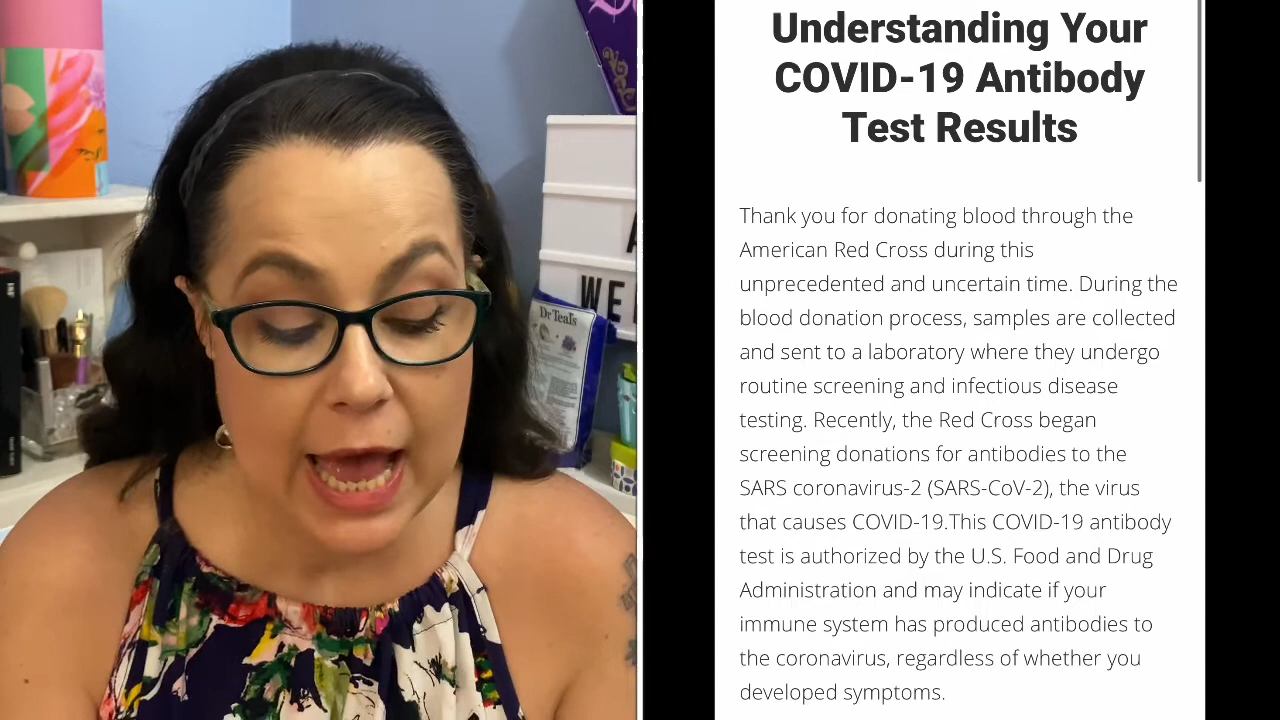 Understanding Your
COVID-19 Antibody
Test Results
Thank you for donating blood through the
American Red Cross during this
unprecedented and uncertain time. During the
blood donation process, samples are collected
and sent to a laboratory where they undergo
routine screening and infectious disease
testing. Recently, the Red Cross began
screening donations for antibodies to the
SARS coronavirus-2 (SARS-CoV-2), the virus
that causes COVID-19.This COVID-19 antibody
test is authorized by the U.S. Food and Drug
Administration and may indicate if your
immune system has produced antibodies to
the coronavirus, regardless of whether you
developed symptoms.
WE
Dr Teal's